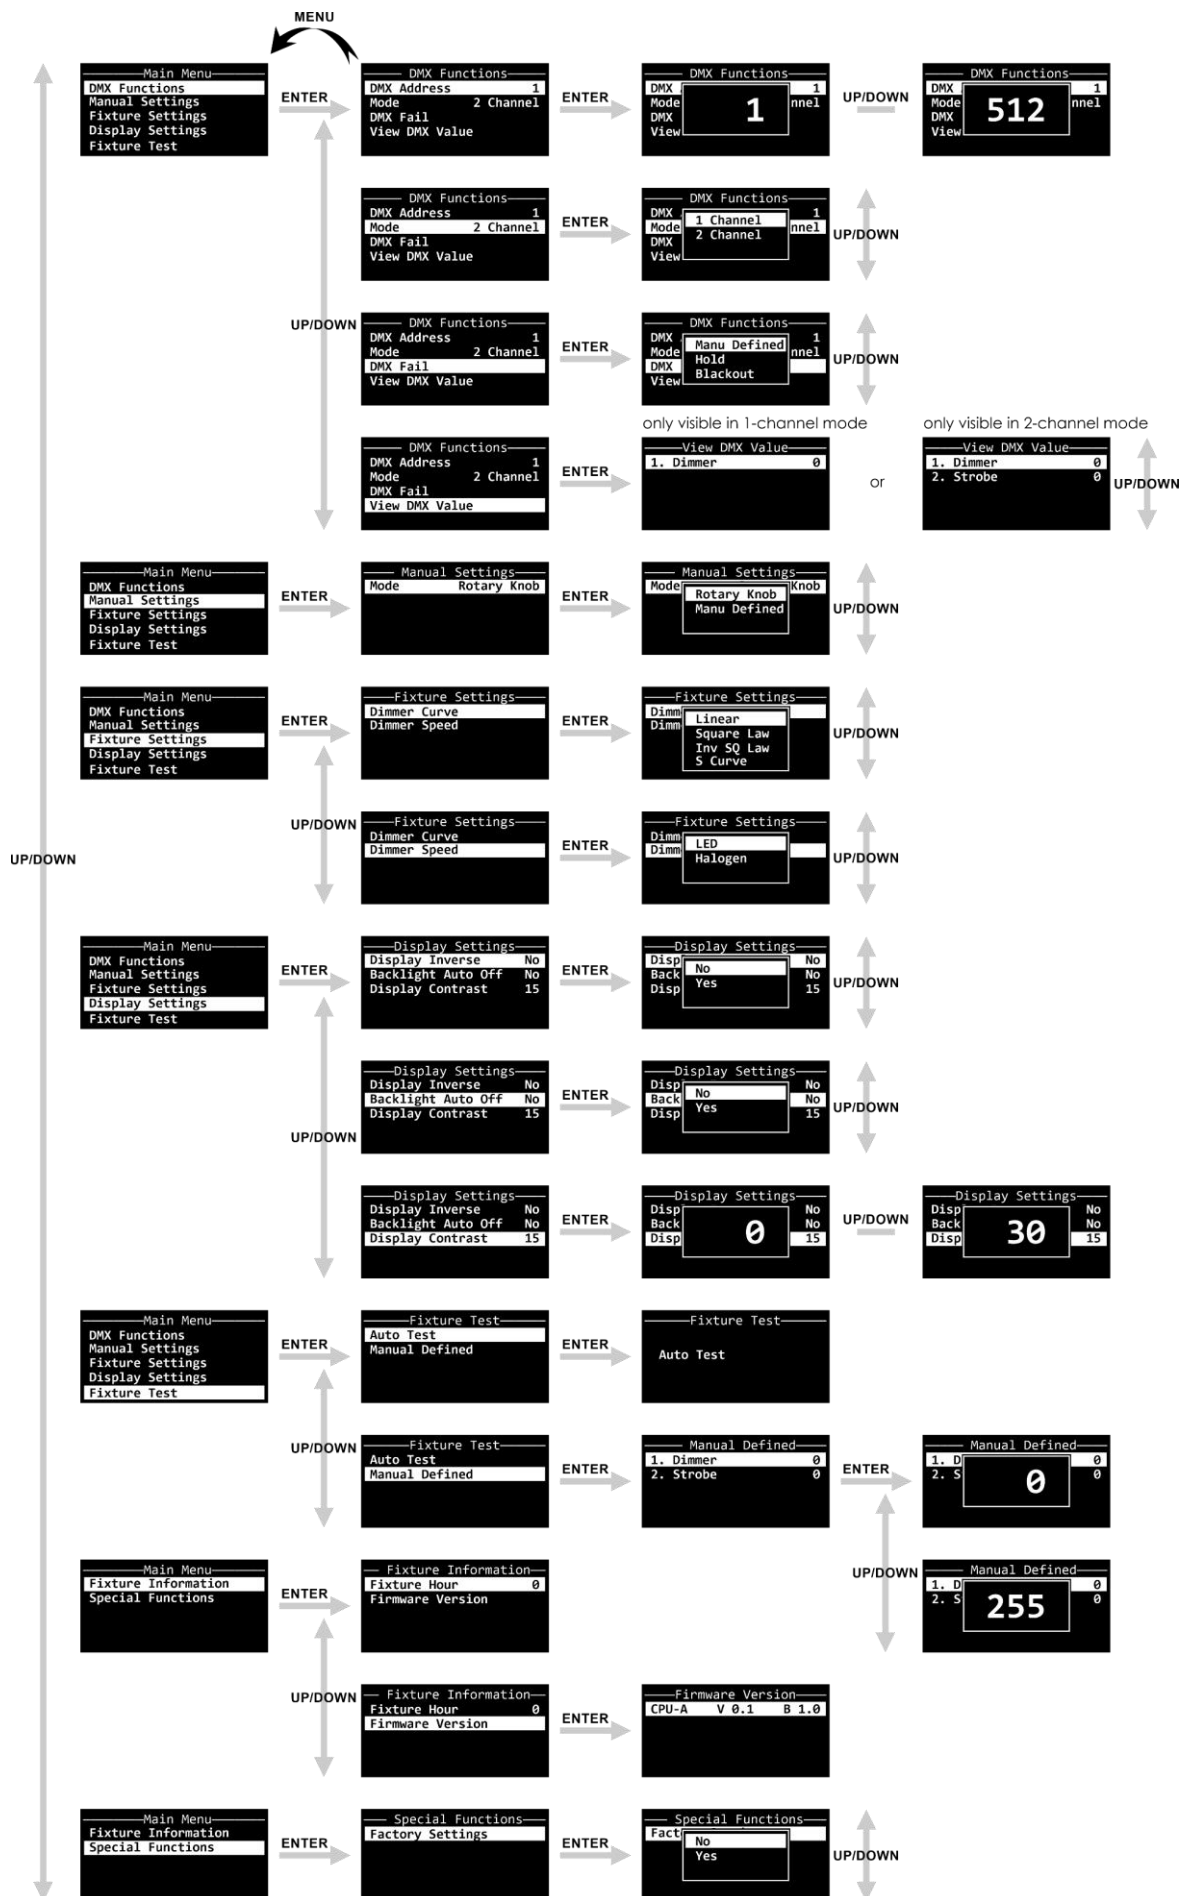 MENU
Main Menu
DMX Functions
Manual Settings
Fixture Settings
Display Settings
Fixture Test
ENTER
DMX Functions
DMX Address 1
Mode 2 Channel
DMX Fail
View DMX Value
ENTER
DMX Functions
DMX 1
Mode nnel
DMX
View
1
UP/DOWN
DMX Functions
DMX 1
Mode nnel
DMX
View
512
DMX Functions
DMX Address 1
Mode 2 Channel
DMX Fail
View DMX Value
ENTER
DMX Functions
DMX 1
Mode nnel
DMX
View
1 Channel
2 Channel
UP/DOWN
UP/DOWN
DMX Functions
DMX Address 1
Mode 2 Channel
DMX Fail
View DMX Value
ENTER
DMX Functions
DMX 1
Mode nnel
DMX
View
Manu Defined
Hold
Blackout
UP/DOWN
only visible in 1-channel mode
only visible in 2-channel mode
DMX Functions
DMX Address 1
Mode 2 Channel
DMX Fail
View DMX Value
ENTER
View DMX Value
1. Dimmer 0
or
View DMX Value
1. Dimmer 0
2. Strobe 0
UP/DOWN
Main Menu
DMX Functions
Manual Settings
Fixture Settings
Display Settings
Fixture Test
ENTER
Manual Settings
Mode Rotary Knob
ENTER
Manual Settings
Mode Knob
Rotary Knob
Manu Defined
UP/DOWN
Main Menu
DMX Functions
Manual Settings
Fixture Settings
Display Settings
Fixture Test
ENTER
Fixture Settings
Dimmer Curve
Dimmer Speed
ENTER
Fixture Settings
Dimm
Dimm
Linear
Square Law
Inv SQ Law
S Curve
UP/DOWN
UP/DOWN
Fixture Settings
Dimmer Curve
Dimmer Speed
ENTER
Fixture Settings
Dimm
Dimm
LED
Halogen
UP/DOWN
UP/DOWN
Main Menu
DMX Functions
Manual Settings
Fixture Settings
Display Settings
Fixture Test
ENTER
Display Settings
Display Inverse No
Backlight Auto Off No
Display Contrast 15
ENTER
Display Settings
Disp No
Back No
Disp 15
No
Yes
UP/DOWN
UP/DOWN
Display Settings
Display Inverse No
Backlight Auto Off No
Display Contrast 15
ENTER
Display Settings
Disp No
Back No
Disp 15
No
Yes
UP/DOWN
Display Settings
Display Inverse No
Backlight Auto Off No
Display Contrast 15
ENTER
Display Settings
Disp No
Back No
Disp 15
0
UP/DOWN
Display Settings
Disp No
Back No
Disp 15
30
Main Menu
DMX Functions
Manual Settings
Fixture Settings
Display Settings
Fixture Test
ENTER
Fixture Test
Auto Test
Manual Defined
ENTER
Fixture Test
Auto Test
UP/DOWN
Fixture Test
Auto Test
Manual Defined
ENTER
Manual Defined
1. Dimmer 0
2. Strobe 0
ENTER
Manual Defined
1. D 0
2. S 0
0
UP/DOWN
Manual Defined
1. D 0
2. S 0
255
Main Menu
Fixture Information
Special Functions
ENTER
Fixture Information
Fixture Hour 0
Firmware Version
UP/DOWN
Fixture Information
Fixture Hour 0
Firmware Version
ENTER
Firmware Version
CPU-A V 0.1 B 1.0
Main Menu
Fixture Information
Special Functions
ENTER
Special Functions
Factory Settings
ENTER
Special Functions
Fact
No
Yes
UP/DOWN